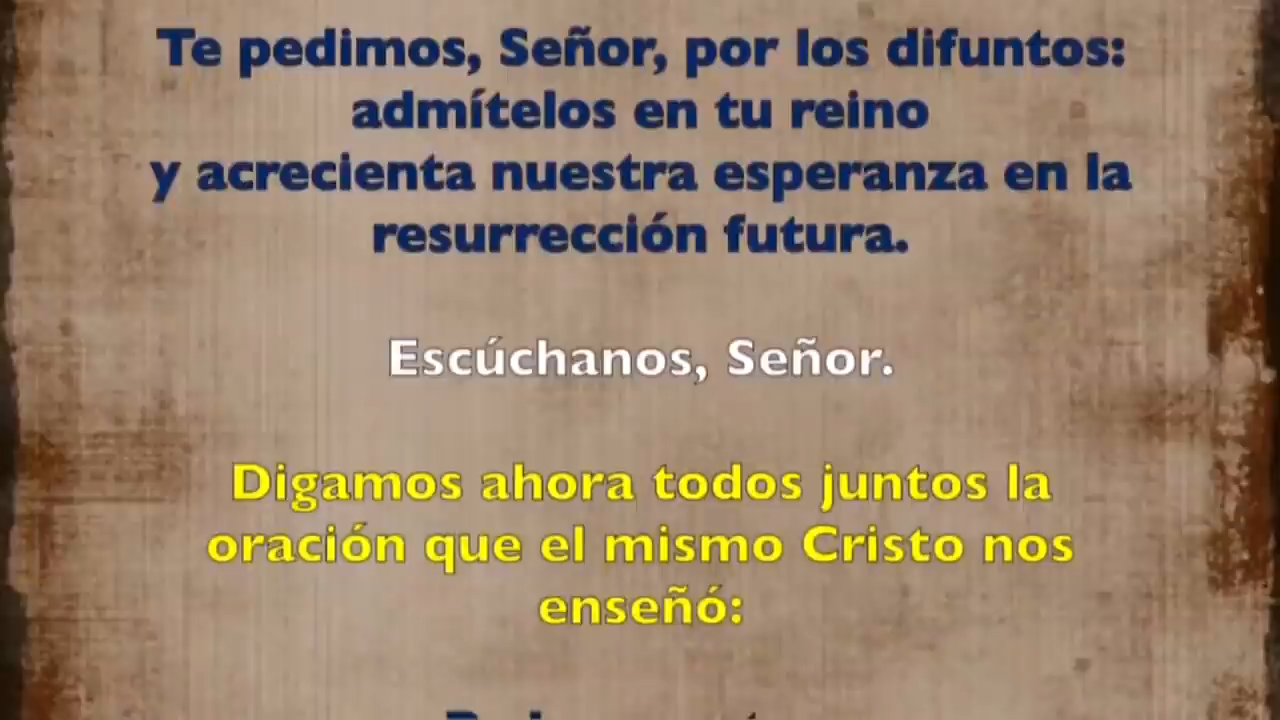 Te pedimos, Señor, por los difuntos:
admítelos en tu reino
y acrecienta nuestra esperanza en la
resurrección futura.
Escúchanos, Señor.
Digamos ahora todos juntos la
oración que el mismo Cristo nos
enseñó: